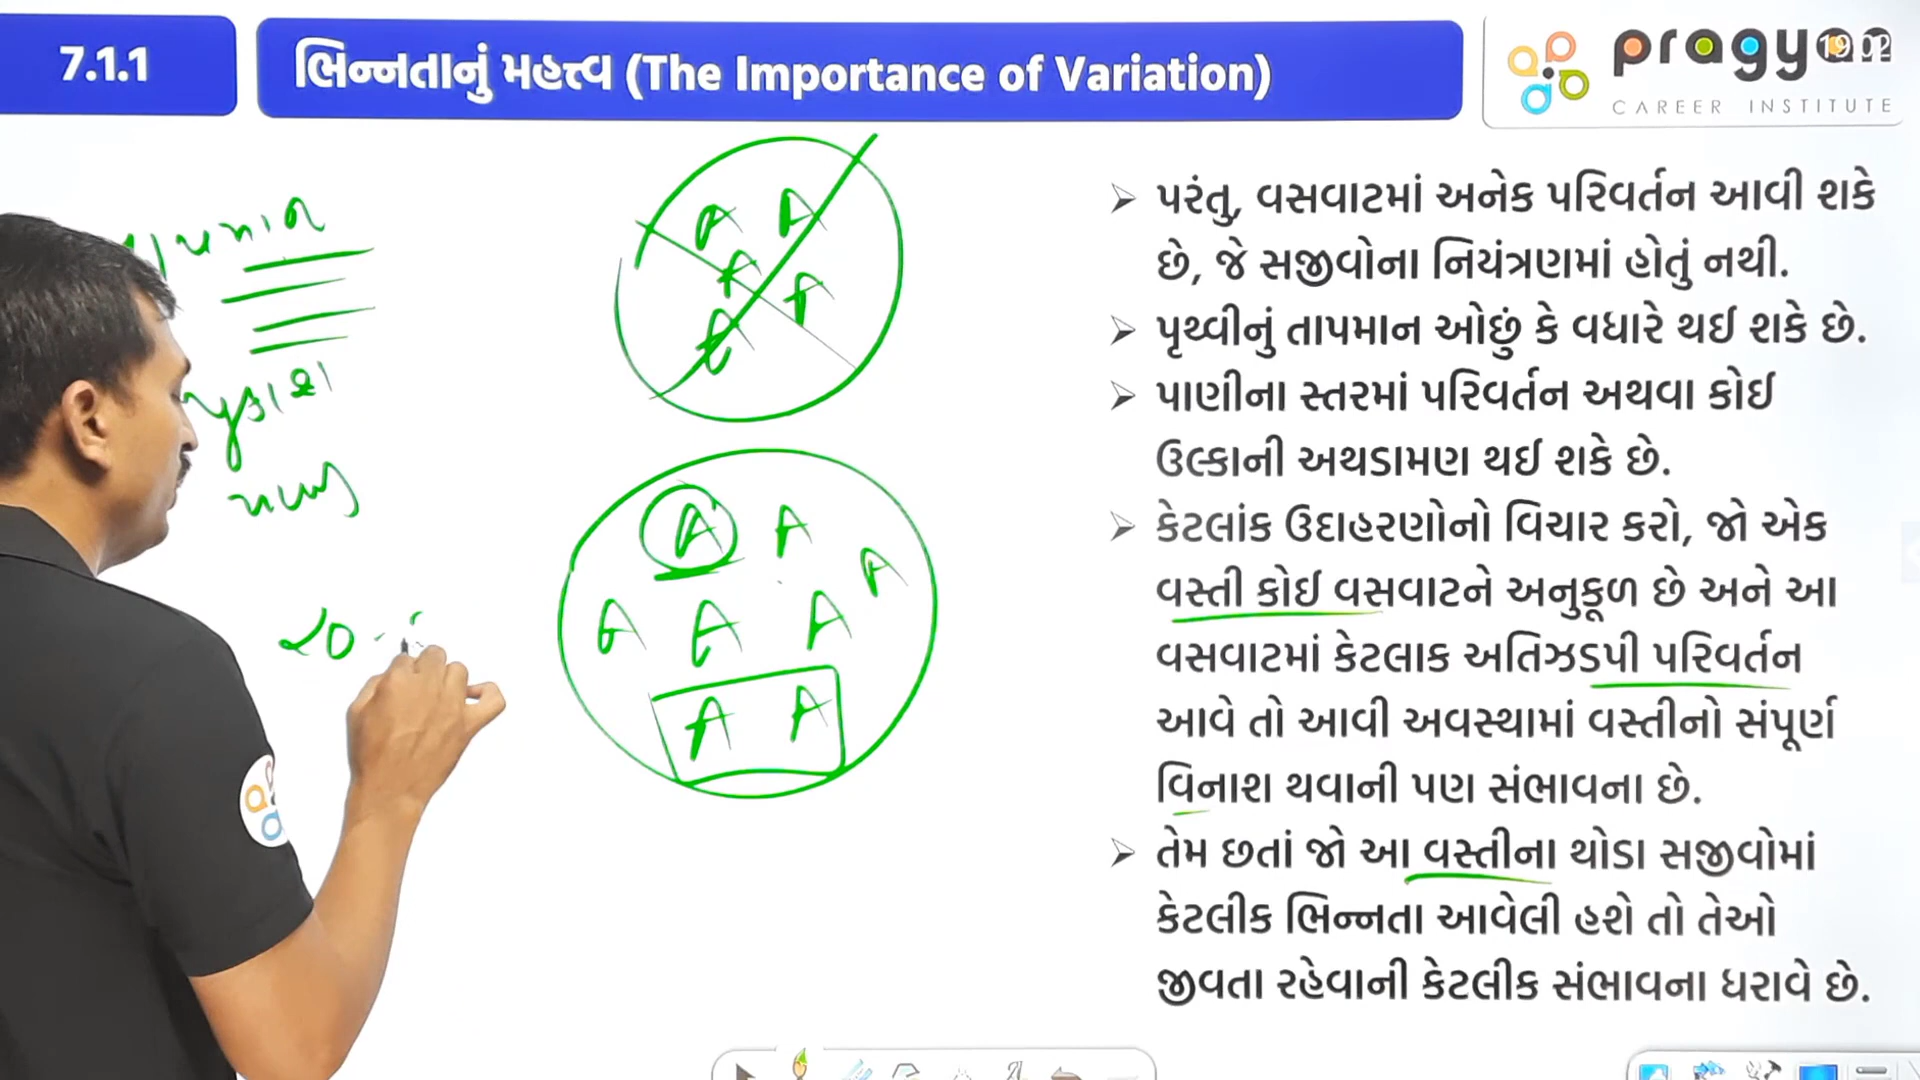 7.1.1
ભિન્નતાનું મહત્ત્વ (The Importance of Variation)
pragyan
CAREER INSTITUTE
19:02
પરંતુ, વસવાટમાં અનેક પરિવર્તન આવી શકે
છે, જે સજીવોના નિયંત્રણમાં હોતું નથી.
પૃથ્વીનું તાપમાન ઓછું કે વધારે થઈ શકે છે.
પાણીના સ્તરમાં પરિવર્તન અથવા કોઈ
ઉલ્કાની અથડામણ થઈ શકે છે.
કેટલાંક ઉદાહરણોનો વિચાર કરો, જો એક
વસ્તી કોઈ વસવાટને અનુકૂળ છે અને આ
વસવાટમાં કેટલાક અતિઝડપી પરિવર્તન
આવે તો આવી અવસ્થામાં વસ્તીનો સંપૂર્ણ
વિનાશ થવાની પણ સંભાવના છે.
તેમ છતાં જો આ વસ્તીના થોડા સજીવોમાં
કેટલીક ભિન્નતા આવેલી હશે તો તેઓ
જીવતા રહેવાની કેટલીક સંભાવના ધરાવે છે.
A A
A A
A
A A
A
A A A
A A
૨૦